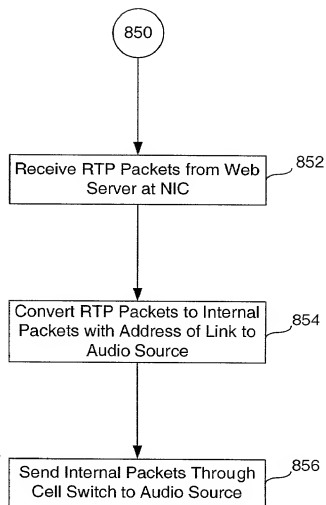 850
Receive RTP Packets from Web
Server at NIC
852
Convert RTP Packets to Internal
Packets with Address of Link to
Audio Source
854
Send Internal Packets Through
Cell Switch to Audio Source
856